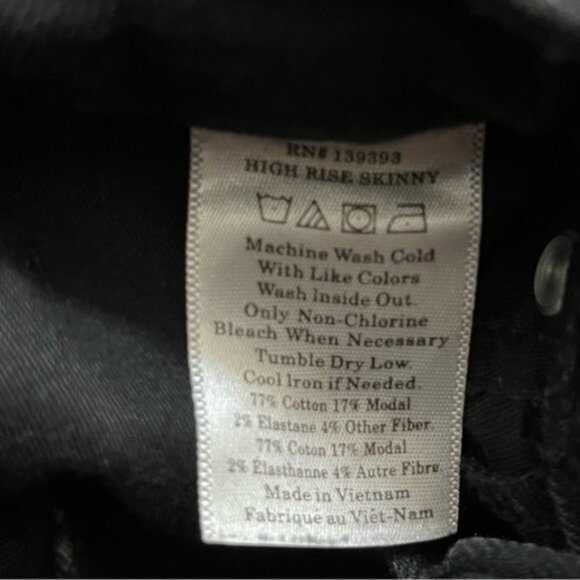 RN# 139393
HIGH RISE SKINNY
Machine Wash Cold
With Like Colors
Wash Inside Out.
Only Non-Chlorine
Bleach When Necessary
Tumble Dry Low.
Cool Iron if Needed.
77% Cotton 17% Modal
2% Elastane 4% Other Fiber.
77% Coton 17% Modal
2% Elasthanne 4% Autre Fibre.
Made in Vietnam
Fabriqué au Viêt-Nam